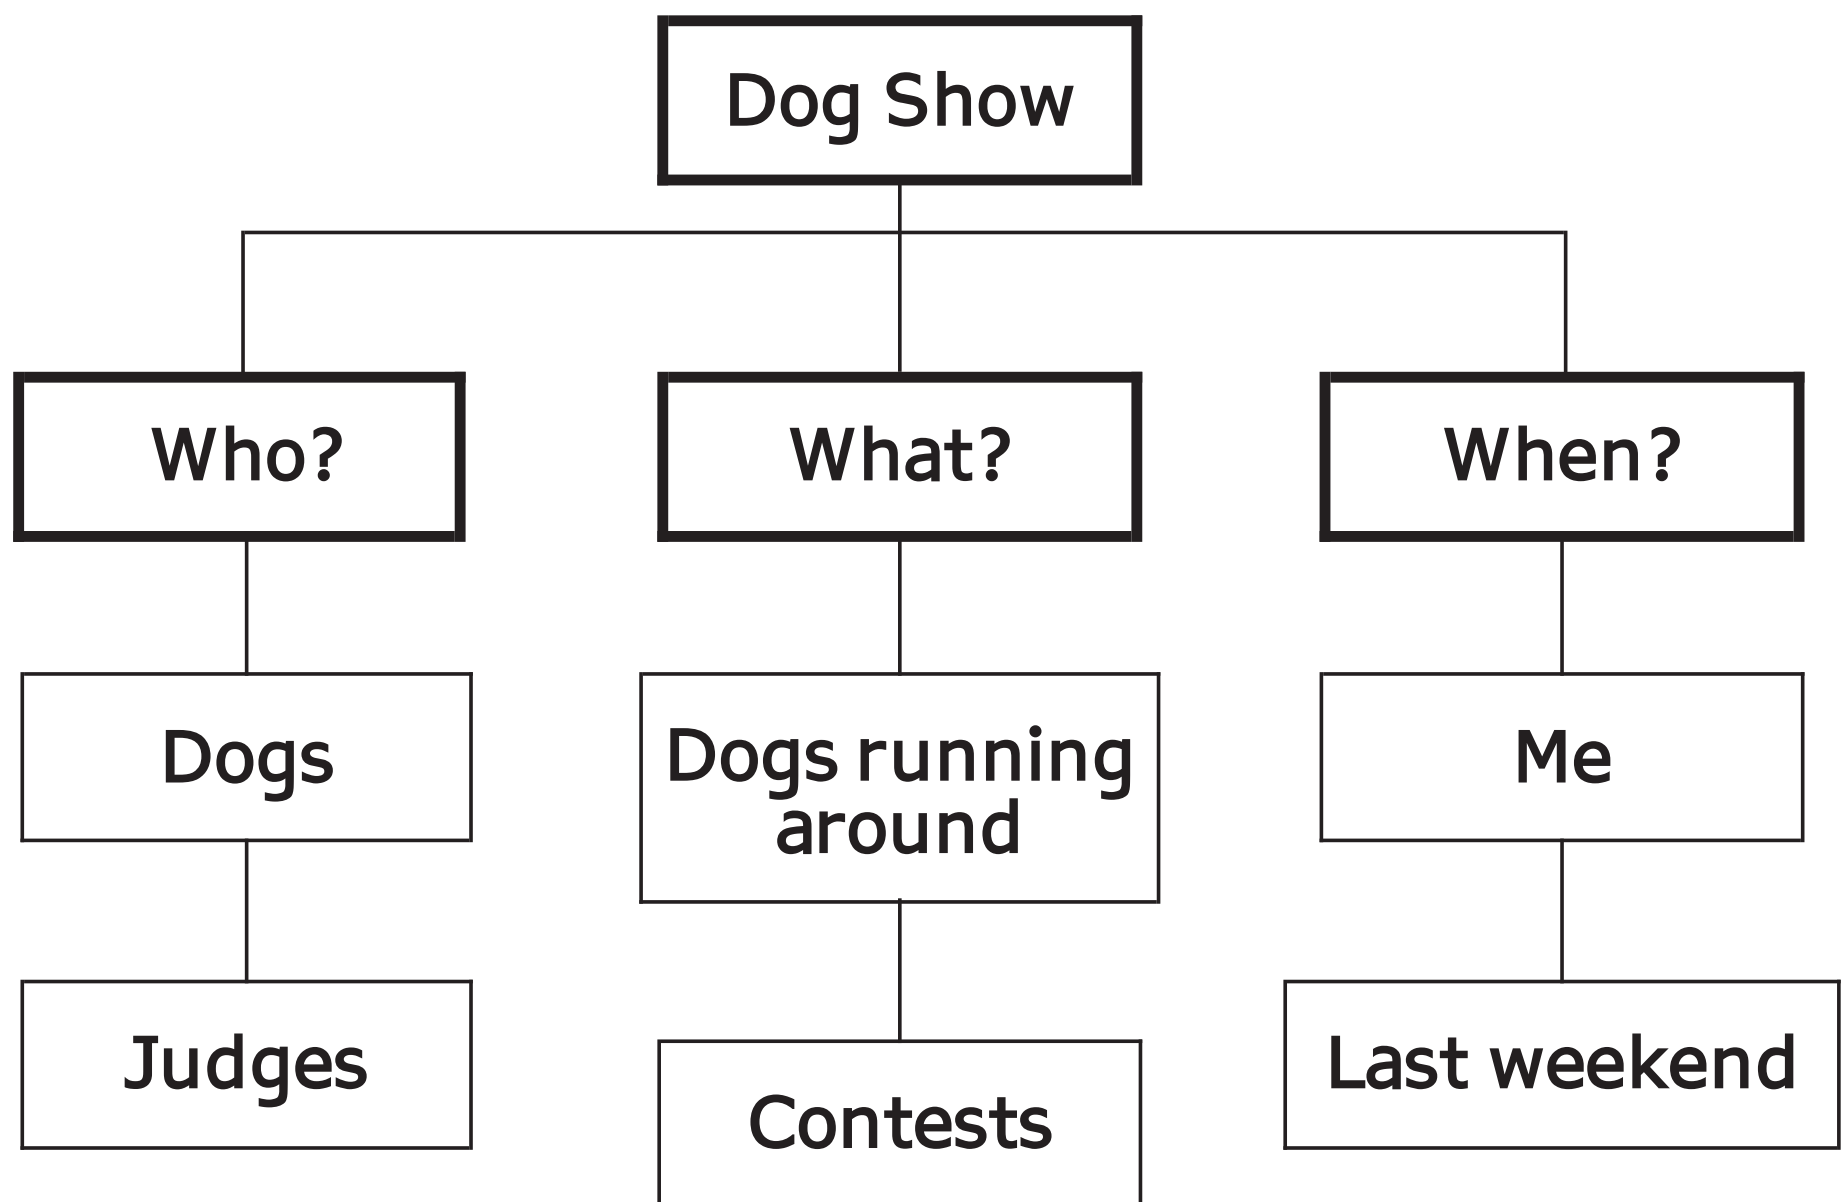 Dog Show
Who?
What?
When?
Dogs
Dogs running
around
Me
Judges
Contests
Last weekend